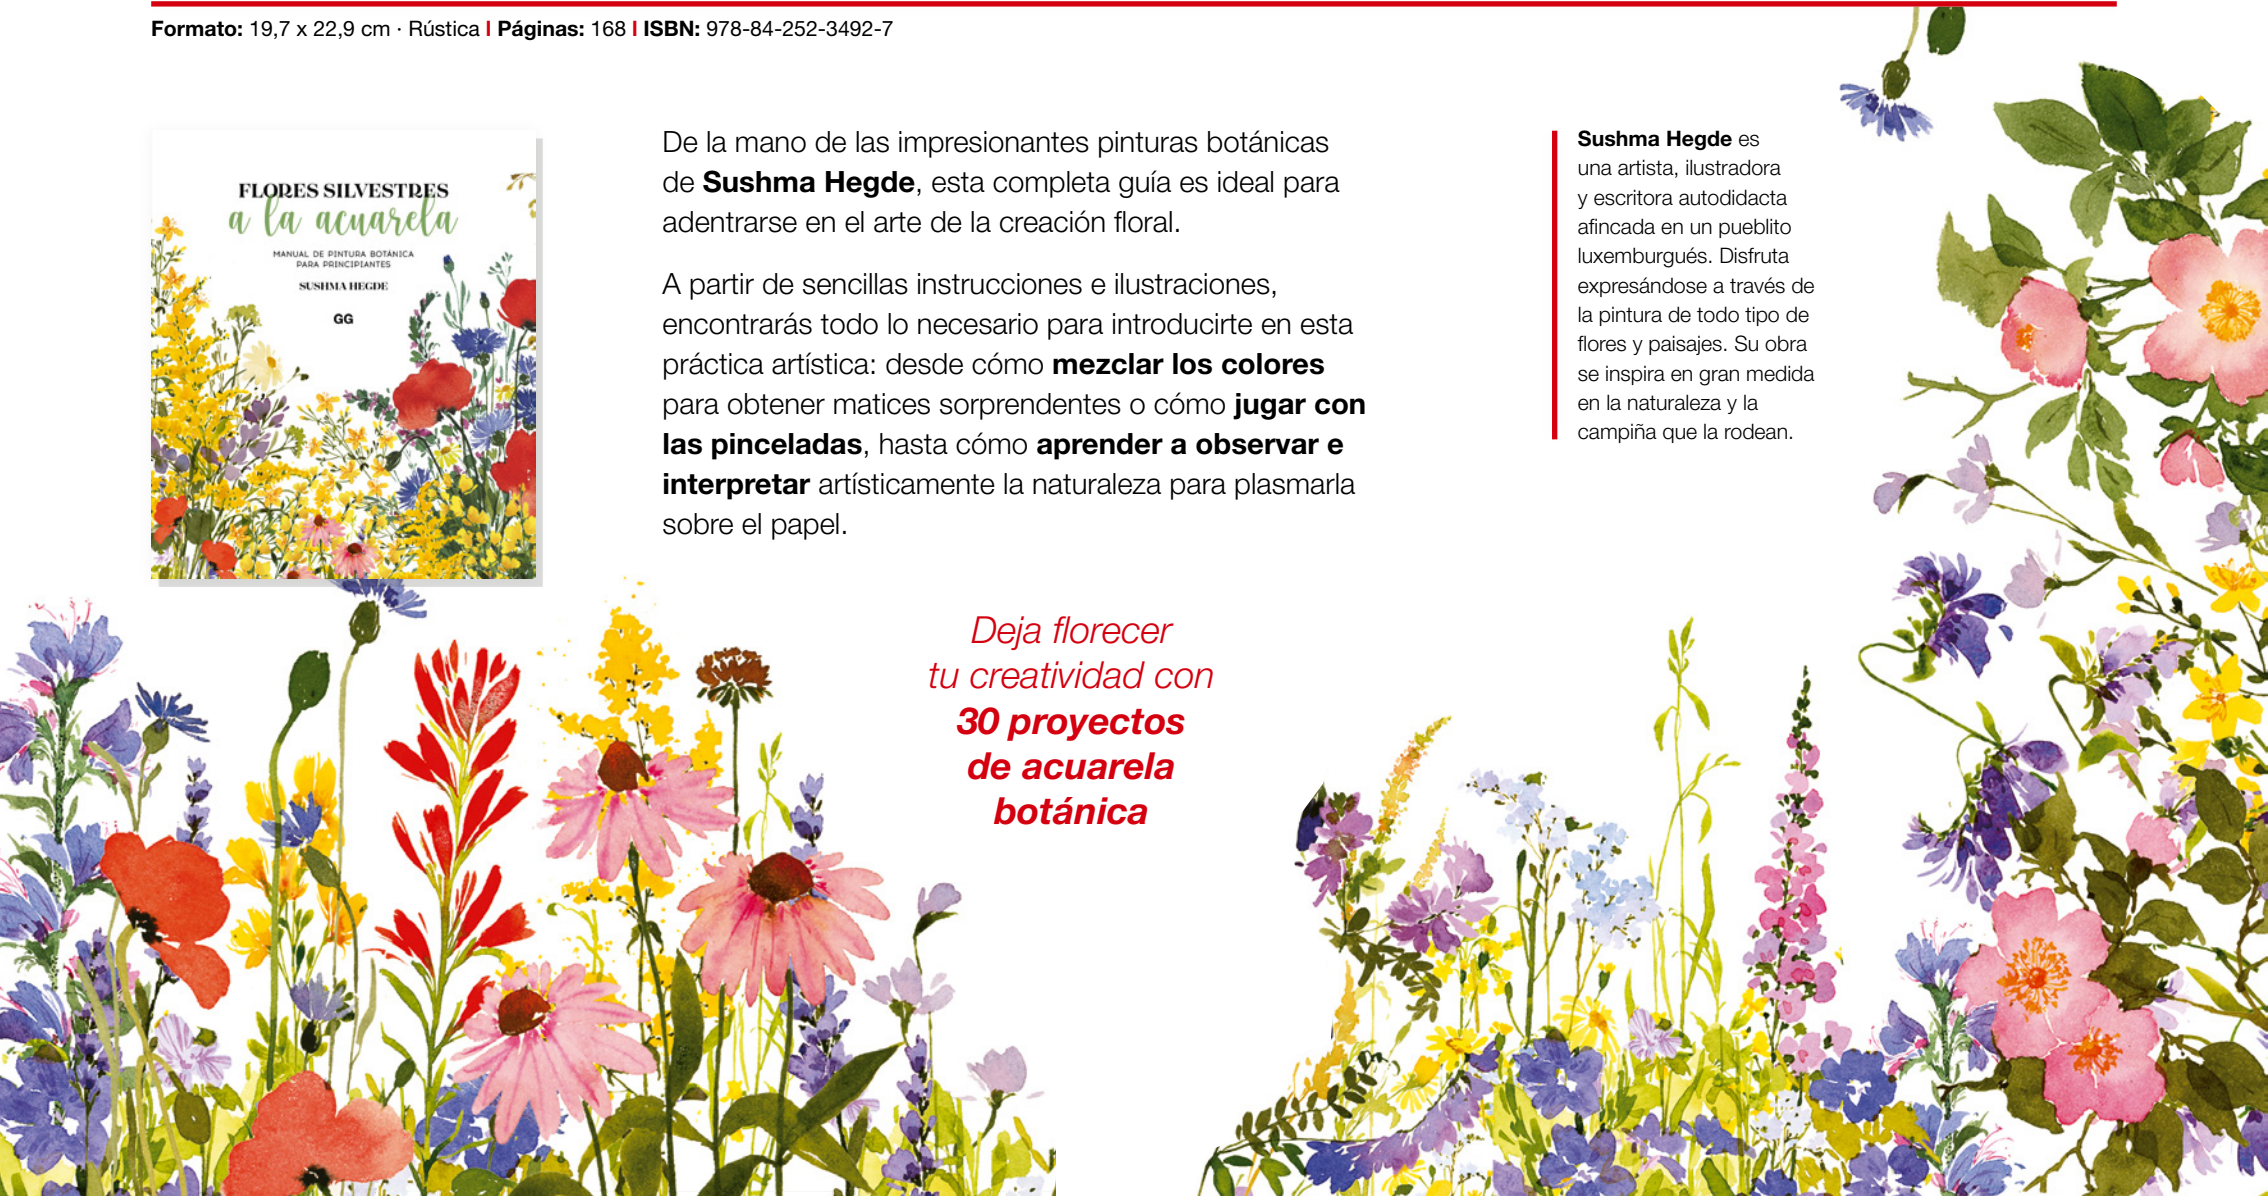 Formato: 19,7 x 22,9 cm · Rústica | Páginas: 168 | ISBN: 978-84-252-3492-7
FLORES SILVESTRES
a la acuarela
MANUAL DE PINTURA BOTÁNICA
PARA PRINCIPIANTES
SUSHMA HEGDE
GG
De la mano de las impresionantes pinturas botánicas
de Sushma Hegde, esta completa guía es ideal para
adentrarse en el arte de la creación floral.
A partir de sencillas instrucciones e ilustraciones,
encontrarás todo lo necesario para introducirte en esta
práctica artística: desde cómo mezclar los colores
para obtener matices sorprendentes o cómo jugar con
las pinceladas, hasta cómo aprender a observar e
interpretar artísticamente la naturaleza para plasmarla
sobre el papel.
Sushma Hegde es
una artista, ilustradora
y escritora autodidacta
afincada en un pueblito
luxemburgués. Disfruta
expresándose a través de
la pintura de todo tipo de
flores y paisajes. Su obra
se inspira en gran medida
en la naturaleza y la
campiña que la rodean.
Deja florecer
tu creatividad con
30 proyectos
de acuarela
botánica